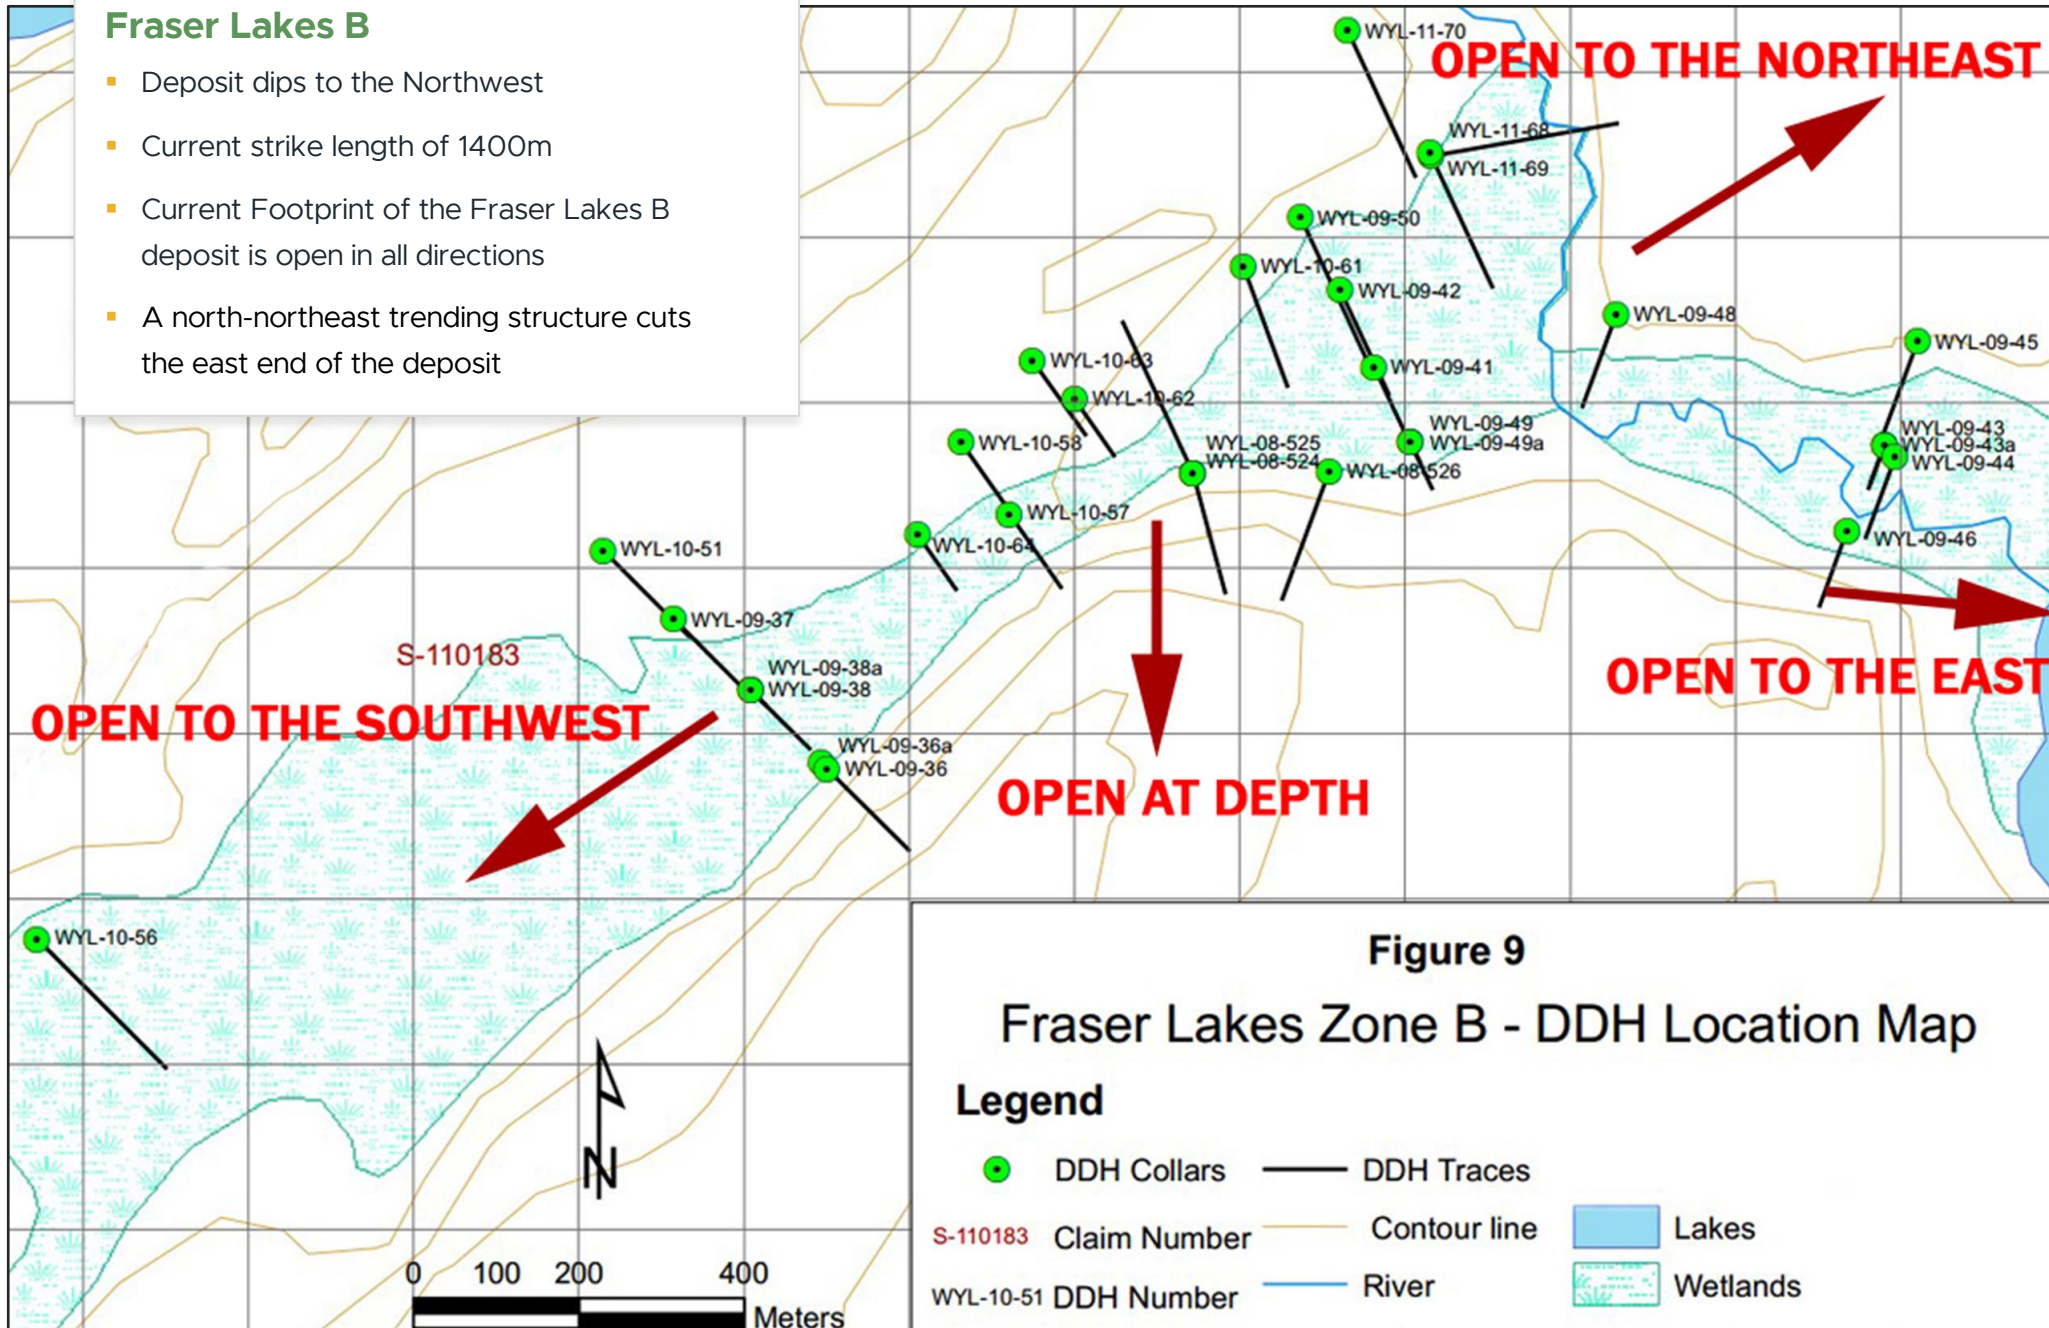 Fraser Lakes B
▪ Deposit dips to the Northwest
▪ Current strike length of 1400m
▪ Current Footprint of the Fraser Lakes B
deposit is open in all directions
▪ A north-northeast trending structure cuts
the east end of the deposit
WYL-11-70
OPEN TO THE NORTHEAST
WYL-11-68
WYL-11-69
WYL-09-50
WYL-10-61
WYL-09-42
WYL-09-48
WYL-09-45
WYL-10-63
WYL-09-41
WYL-10-62
WYL-09-49
WYL-09-49a
WYL-09-43
WYL-09-43a
WYL-09-44
WYL-10-58
WYL-08-525
WYL-08-524
WYL-08-526
WYL-10-57
WYL-10-64
WYL-09-46
WYL-10-51
WYL-09-37
S-110183
WYL-09-38a
WYL-09-38
OPEN TO THE EAST
OPEN TO THE SOUTHWEST
WYL-09-36a
WYL-09-36
OPEN AT DEPTH
WYL-10-56
N
0 100 200 400
Meters
Figure 9
Fraser Lakes Zone B - DDH Location Map
Legend
DDH Collars
DDH Traces
S-110183 Claim Number
Contour line
Lakes
WYL-10-51 DDH Number
River
Wetlands